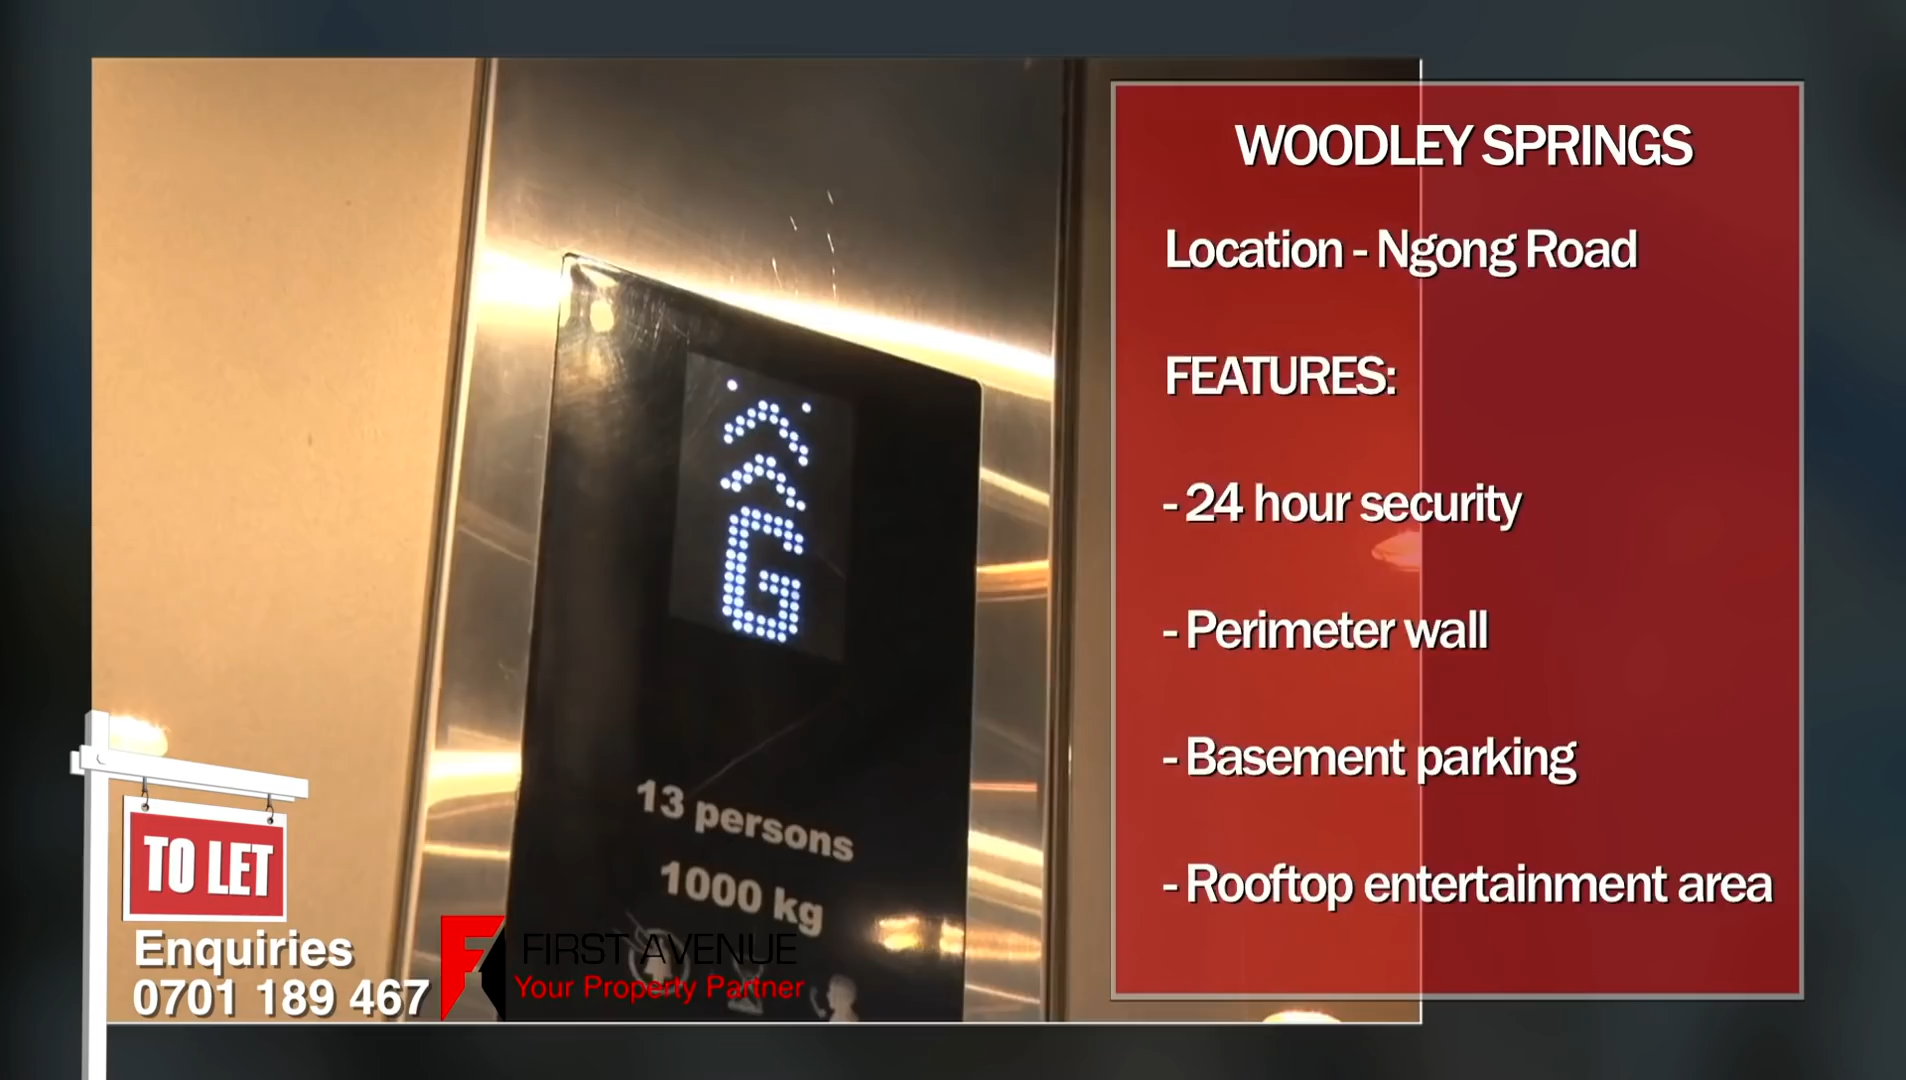 WOODLEY SPRINGS
Location - Ngong Road
FEATURES:
- 24 hour security
- Perimeter wall
- Basement parking
- Rooftop entertainment area
G
13 persons
1000 kg
TO LET
Enquiries
0701 189 467
FIRST AVENUE
Your Property Partner